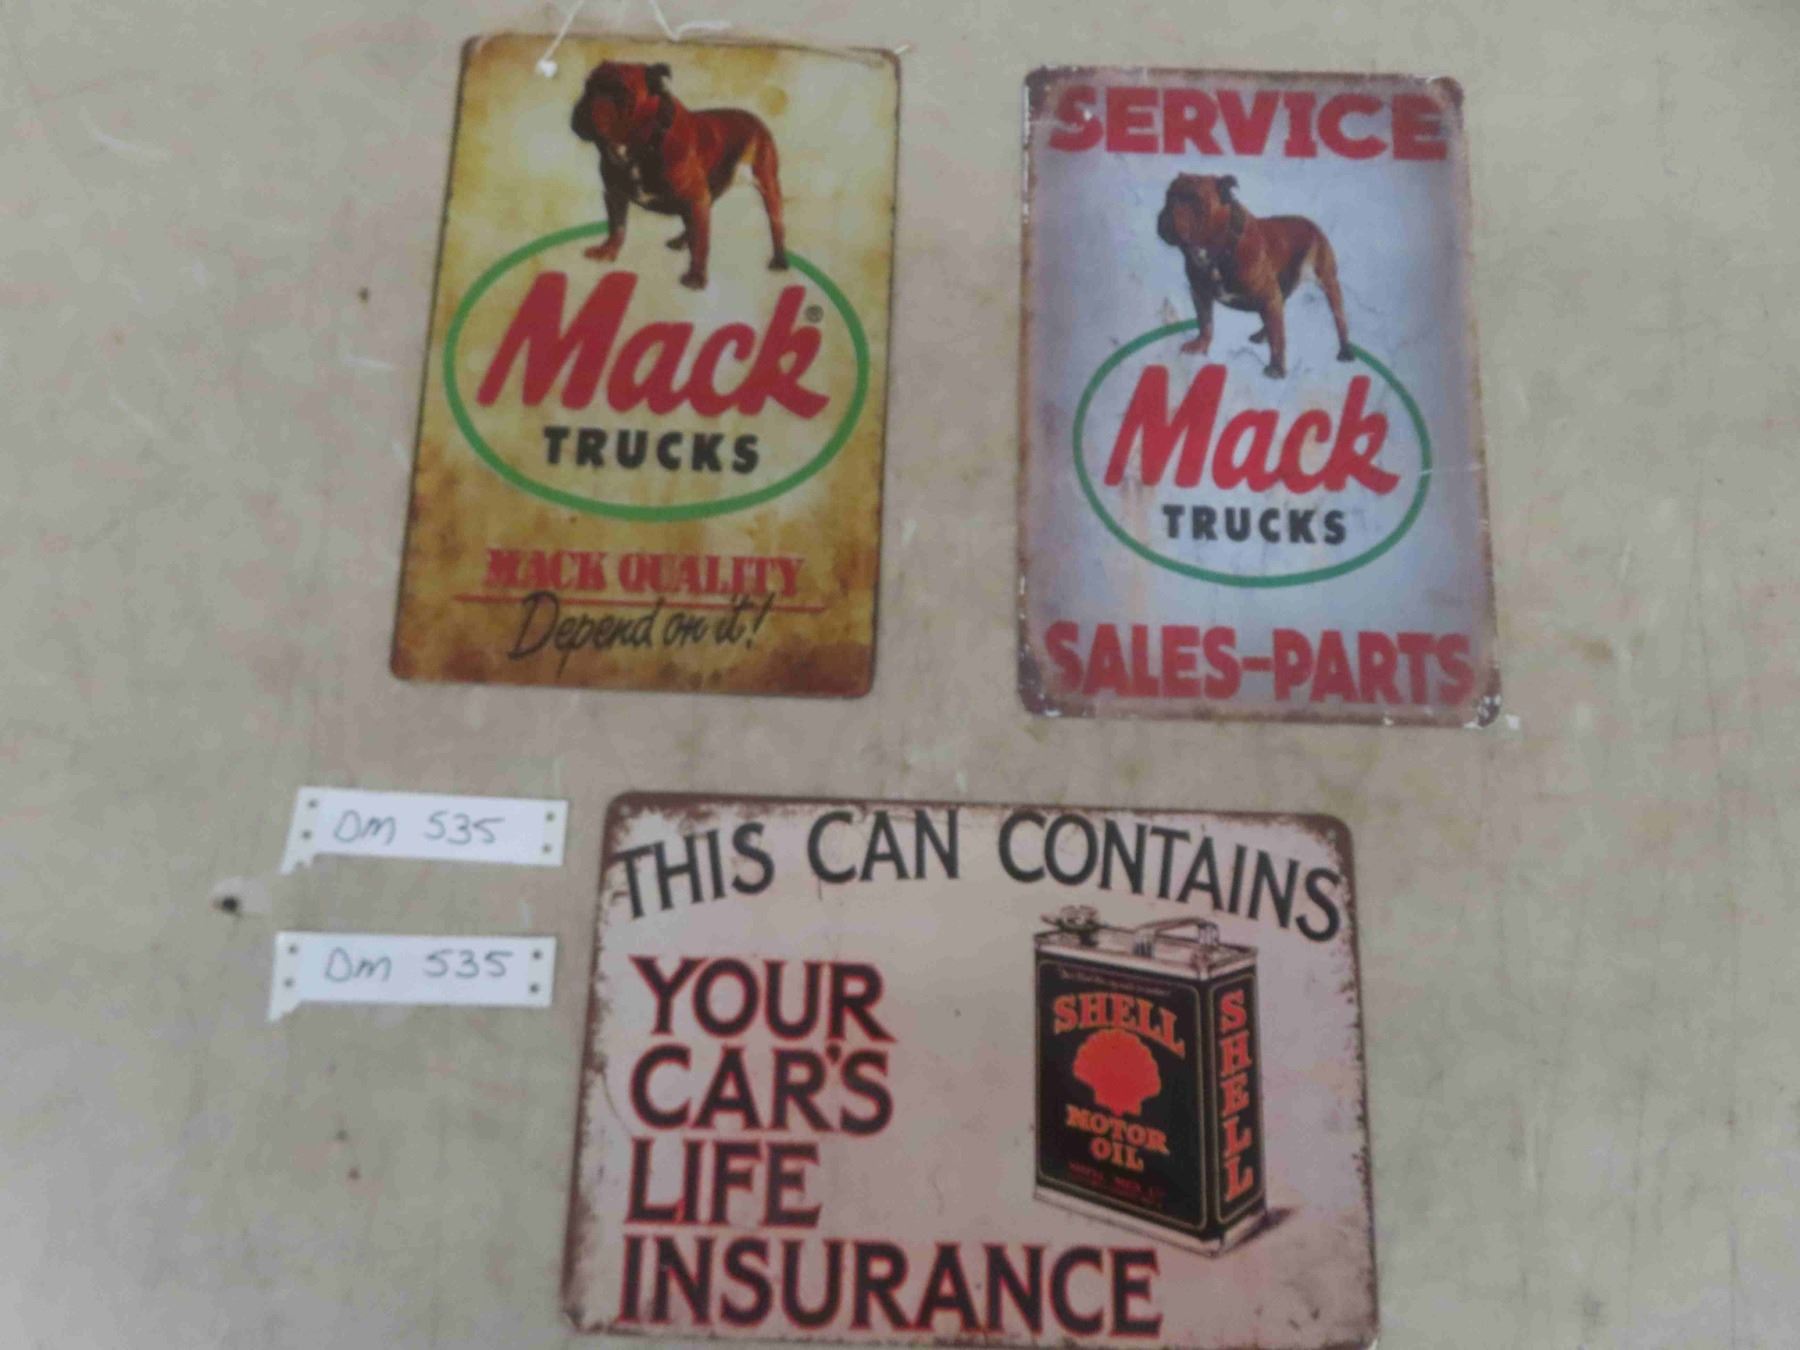 Mack®
TRUCKS
MACK QUALITY
Depend on it!
SERVICE
Mack
TRUCKS
SALES-PARTS
DM 535
DM 535
THIS CAN CONTAINS
YOUR
CAR'S
LIFE
INSURANCE
SHELL
MOTOR
OIL
SHELL